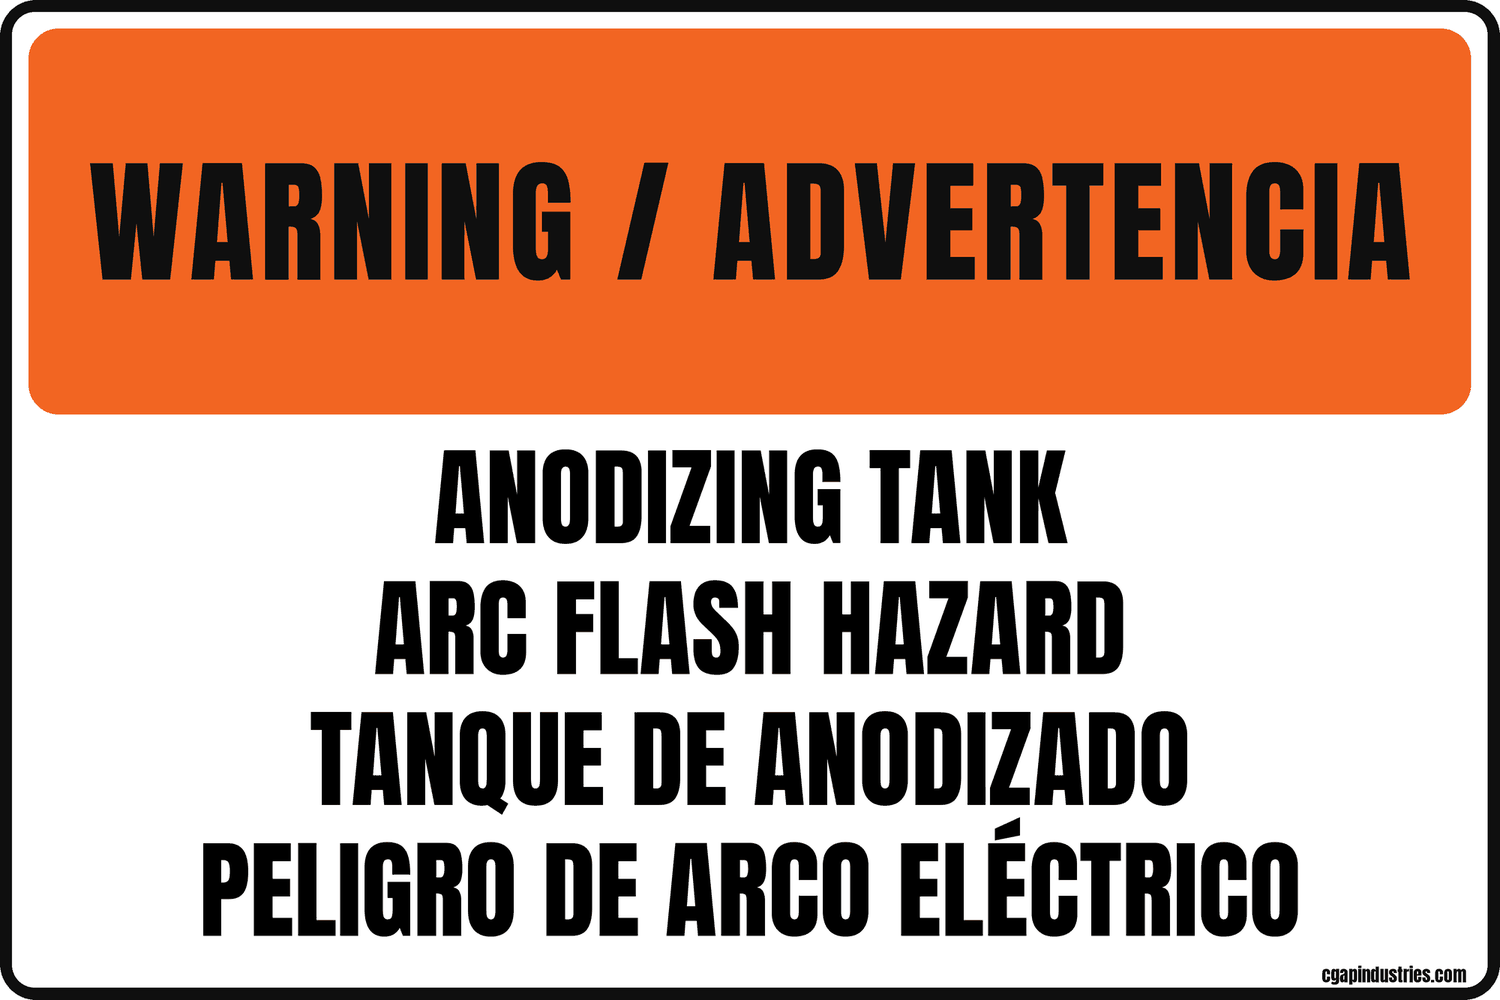 WARNING / ADVERTENCIA
ANODIZING TANK
ARC FLASH HAZARD
TANQUE DE ANODIZADO
PELIGRO DE ARCO ELÉCTRICO
cgapindustries.com